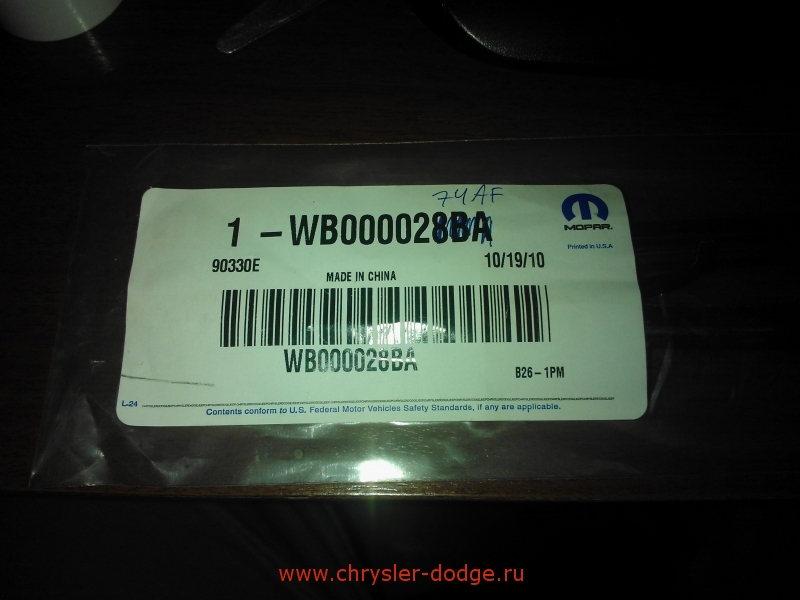 74AF
1 – WB000028BA
MOPAR.
Printed in U.S.A
90330E
10/19/10
MADE IN CHINA
WB000028BA
B26–1PM
L-24
Contents conform to U.S. Federal Motor Vehicles Safety Standards, if any are applicable.
www.chrysler-dodge.ru